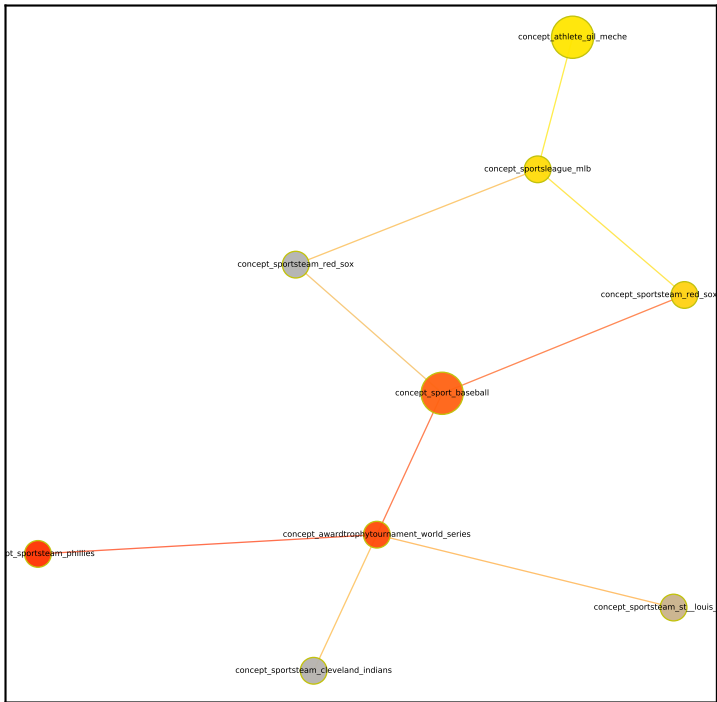 concept_athlete_gil_meche
concept_sportsleague_mlb
concept_sportsteam_red_sox
concept_sportsteam_red_sox
concept_sport_baseball
concept_awardtrophytournament_world_series
pt_sportsteam_phillies
concept_sportsteam_st__louis_
concept_sportsteam_cleveland_indians